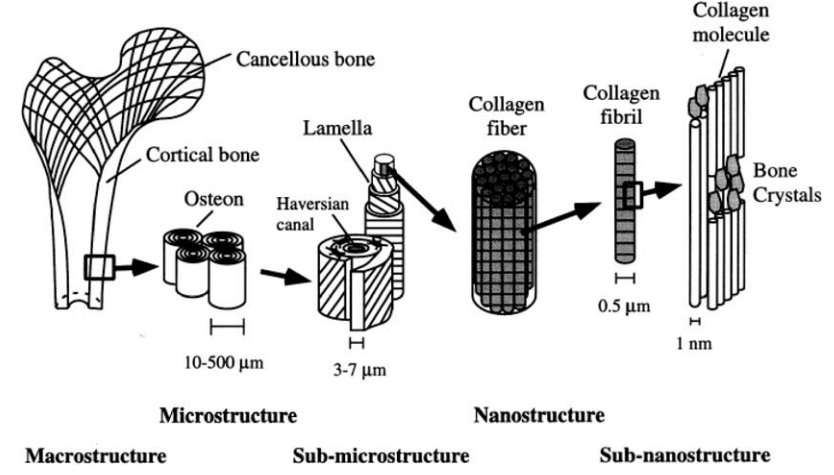 Collagen
molecule
Cancellous bone
Collagen
fiber
Collagen
fibril
Lamella
Cortical bone
Bone
Crystals
Osteon
Haversian
canal
0.5 μm
1 nm
10-500 μm
3-7 μm
Microstructure
Nanostructure
Macrostructure
Sub-microstructure
Sub-nanostructure